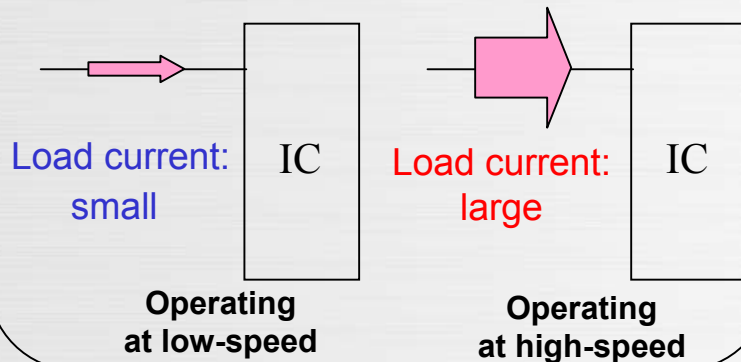 Load current:
small
IC
Operating
at low-speed
Load current:
large
IC
Operating
at high-speed